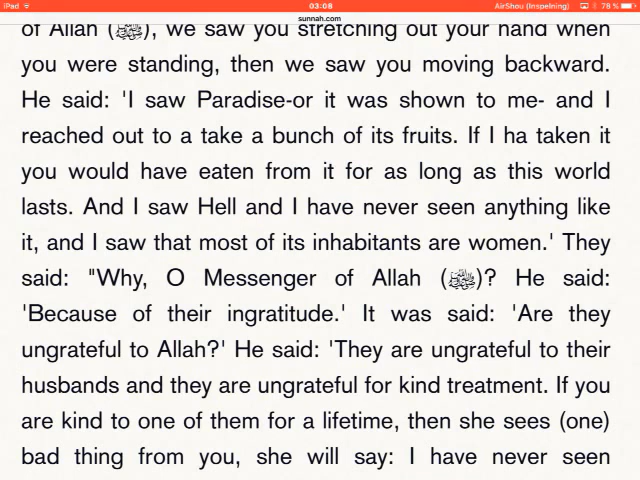 iPad 03:08 AirShou (Inspelning) 78 %
sunnah.com
of Allah (ﷺ), we saw you stretching out your hand when
you were standing, then we saw you moving backward.
He said: 'I saw Paradise-or it was shown to me- and I
reached out to a take a bunch of its fruits. If I ha taken it
you would have eaten from it for as long as this world
lasts. And I saw Hell and I have never seen anything like
it, and I saw that most of its inhabitants are women.' They
said: "Why, O Messenger of Allah (ﷺ)? He said:
'Because of their ingratitude.' It was said: 'Are they
ungrateful to Allah?' He said: 'They are ungrateful to their
husbands and they are ungrateful for kind treatment. If you
are kind to one of them for a lifetime, then she sees (one)
bad thing from you, she will say: I have never seen